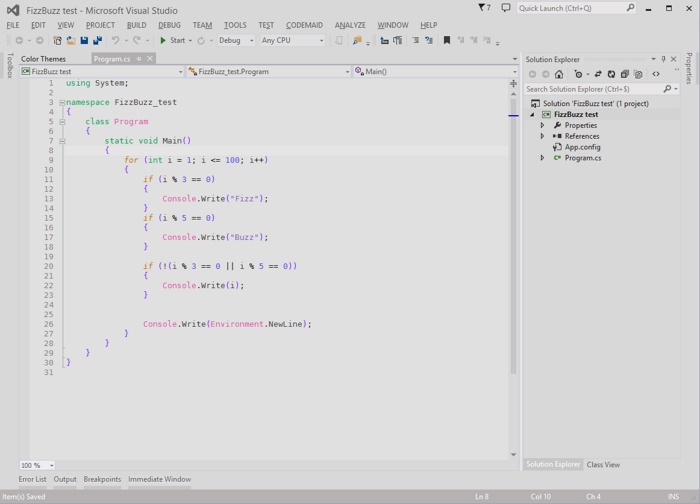 FizzBuzz test - Microsoft Visual Studio
7
Quick Launch (Ctrl+Q)
FILE EDIT VIEW PROJECT BUILD DEBUG TEAM TOOLS TEST CODEMAID ANALYZE WINDOW HELP
Start Debug Any CPU
Toolbox
Color Themes Program.cs
FizzBuzz test FizzBuzz_test.Program Main()
1 using System;
2
3 namespace FizzBuzz_test
4 {
5 class Program
6 {
7 static void Main()
8 {
9 for (int i = 1; i <= 100; i++)
10 {
11 if (i % 3 == 0)
12 {
13 Console.Write("Fizz");
14 }
15 if (i % 5 == 0)
16 {
17 Console.Write("Buzz");
18 }
19
20 if (!(i % 3 == 0 || i % 5 == 0))
21 {
22 Console.Write(i);
23 }
24
25
26 Console.Write(Environment.NewLine);
27 }
28 }
29 }
30 }
31
100 %
Solution Explorer
Search Solution Explorer (Ctrl+$)
Solution 'FizzBuzz test' (1 project)
FizzBuzz test
Properties
References
App.config
Program.cs
Solution Explorer Class View
Properties
Error List Output Breakpoints Immediate Window
Item(s) Saved Ln 8 Col 10 Ch 4 INS